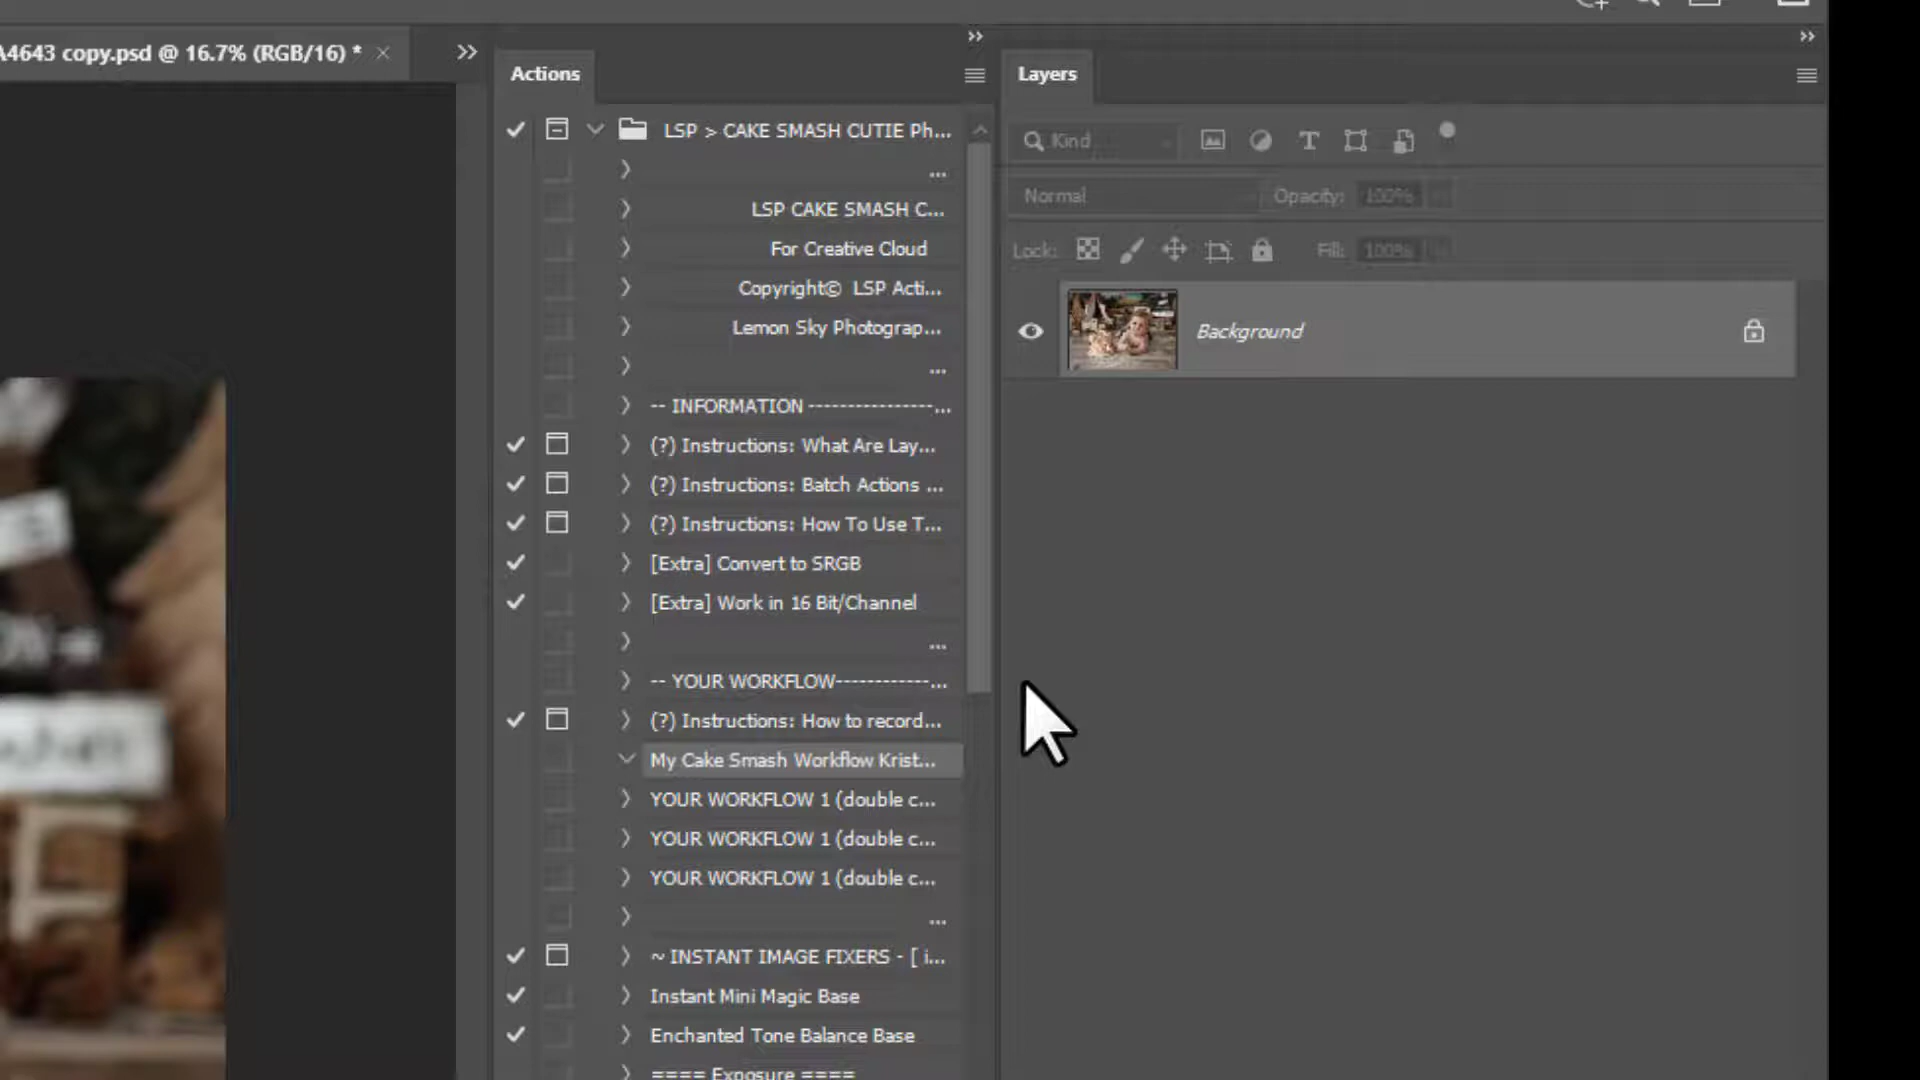 A4643 copy.psd @ 16.7% (RGB/16) *
Actions
LSP > CAKE SMASH CUTIE Ph...
...
LSP CAKE SMASH C...
For Creative Cloud
Copyright© LSP Acti...
Lemon Sky Photograp...
...
-- INFORMATION ----------------...
(?) Instructions: What Are Lay...
(?) Instructions: Batch Actions ...
(?) Instructions: How To Use T...
[Extra] Convert to SRGB
[Extra] Work in 16 Bit/Channel
...
-- YOUR WORKFLOW------------...
(?) Instructions: How to record...
My Cake Smash Workflow Krist...
YOUR WORKFLOW 1 (double c...
YOUR WORKFLOW 1 (double c...
YOUR WORKFLOW 1 (double c...
...
~ INSTANT IMAGE FIXERS - [ i...
Instant Mini Magic Base
Enchanted Tone Balance Base
==== Exposure ====
Layers
Kind
Normal
Opacity: 100%
Lock:
Fill: 100%
Background